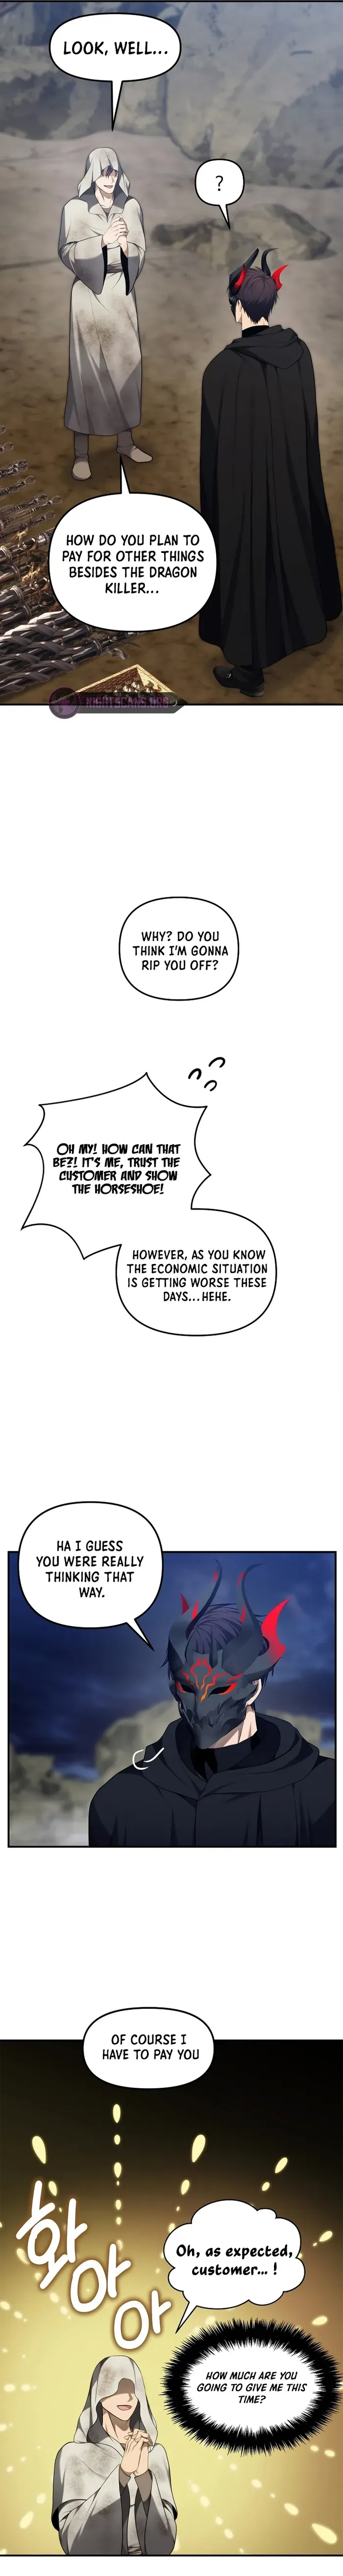 LOOK, WELL...
?
HOW DO YOU PLAN TO
PAY FOR OTHER THINGS
BESIDES THE DRAGON
KILLER...
NIGHTSCANS.ORG
WHY? DO YOU
THINK I'M GONNA
RIP YOU OFF?
OH MY! HOW CAN THAT
BE?! IT'S ME, TRUST THE
CUSTOMER AND SHOW
THE HORSESHOE!
HOWEVER, AS YOU KNOW
THE ECONOMIC SITUATION
IS GETTING WORSE THESE
DAYS... HEHE.
HA I GUESS
YOU WERE REALLY
THINKING THAT
WAY.
OF COURSE I
HAVE TO PAY YOU
화아아
Oh, as expected,
customer... !
HOW MUCH ARE YOU
GOING TO GIVE ME THIS
TIME?